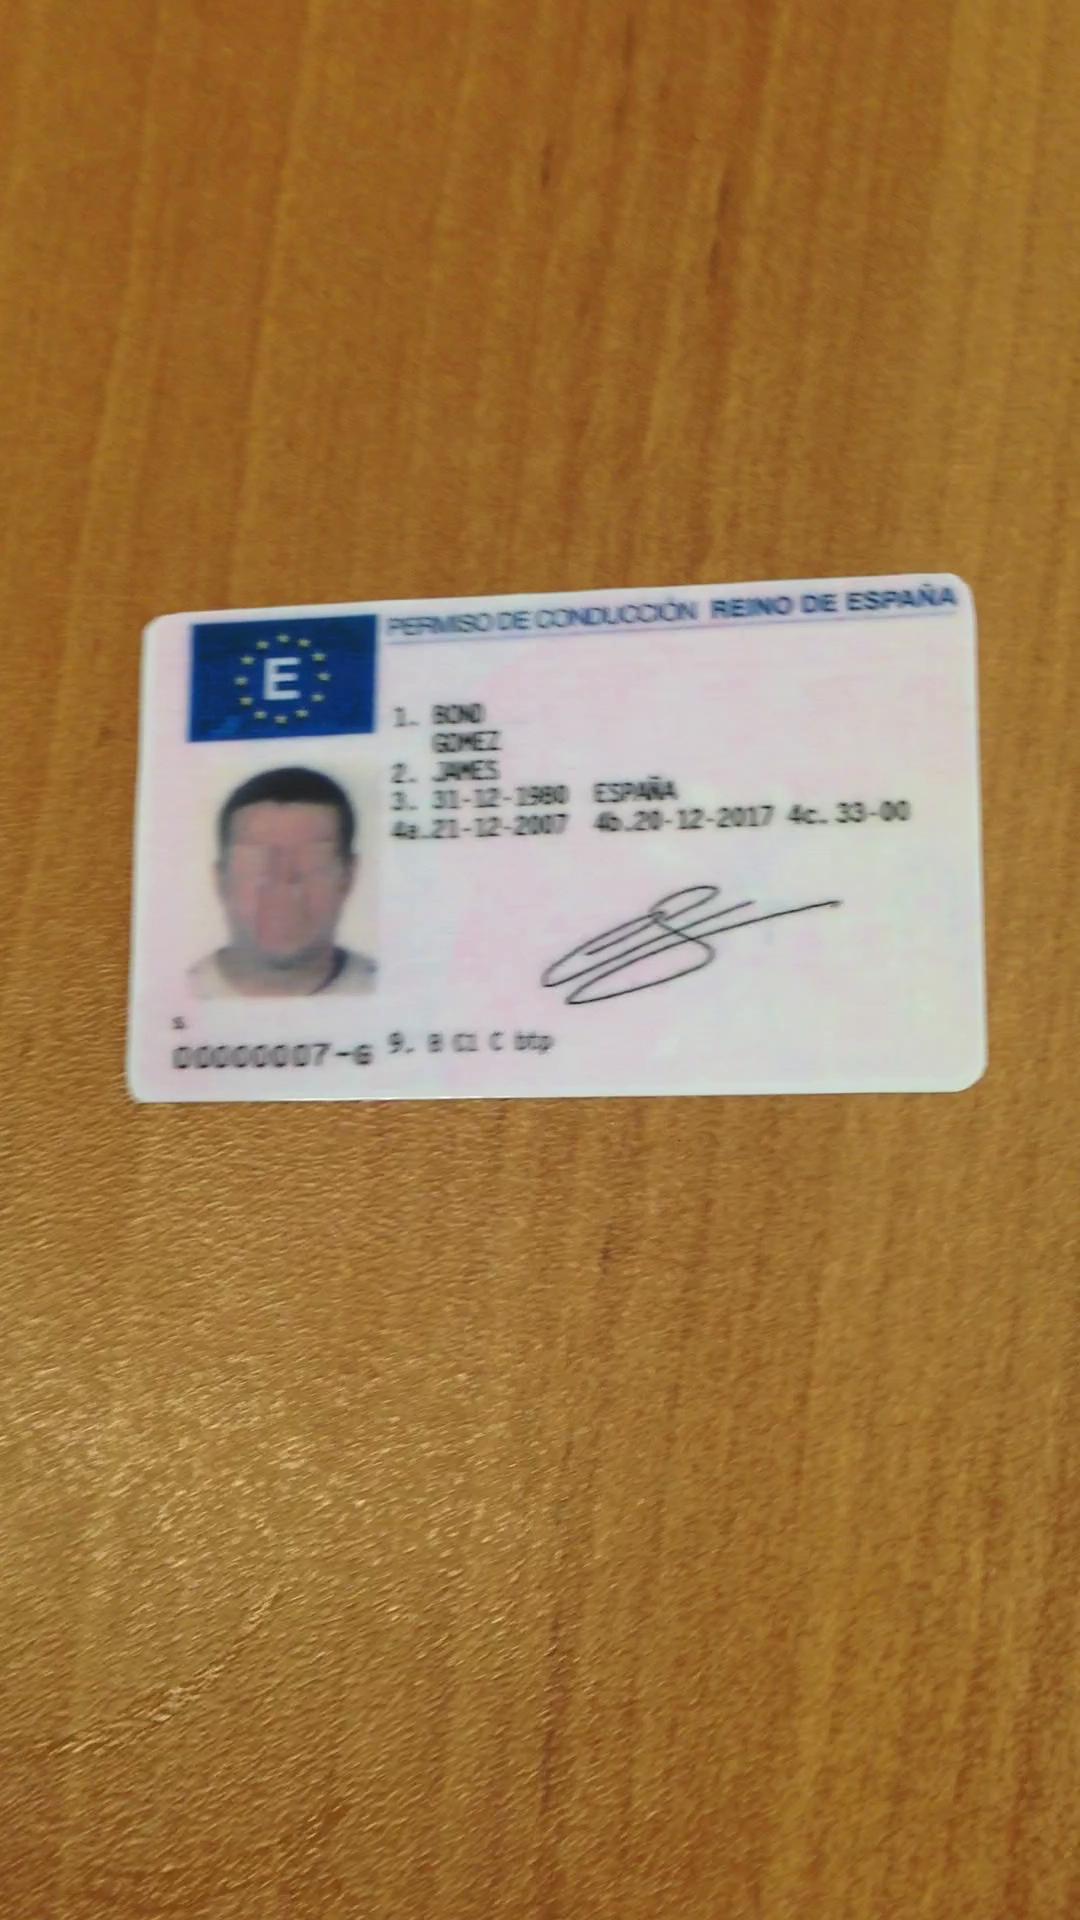 PERMISO DE CONDUCCIÓN REINO DE ESPAÑA
E
1. BOND
GOMEZ
2. JAMES
3. 31-12-1980 ESPAÑA
4a.21-12-2007 4b.20-12-2017 4c. 33-00
5.
00000007-G 9. B C1 C btp